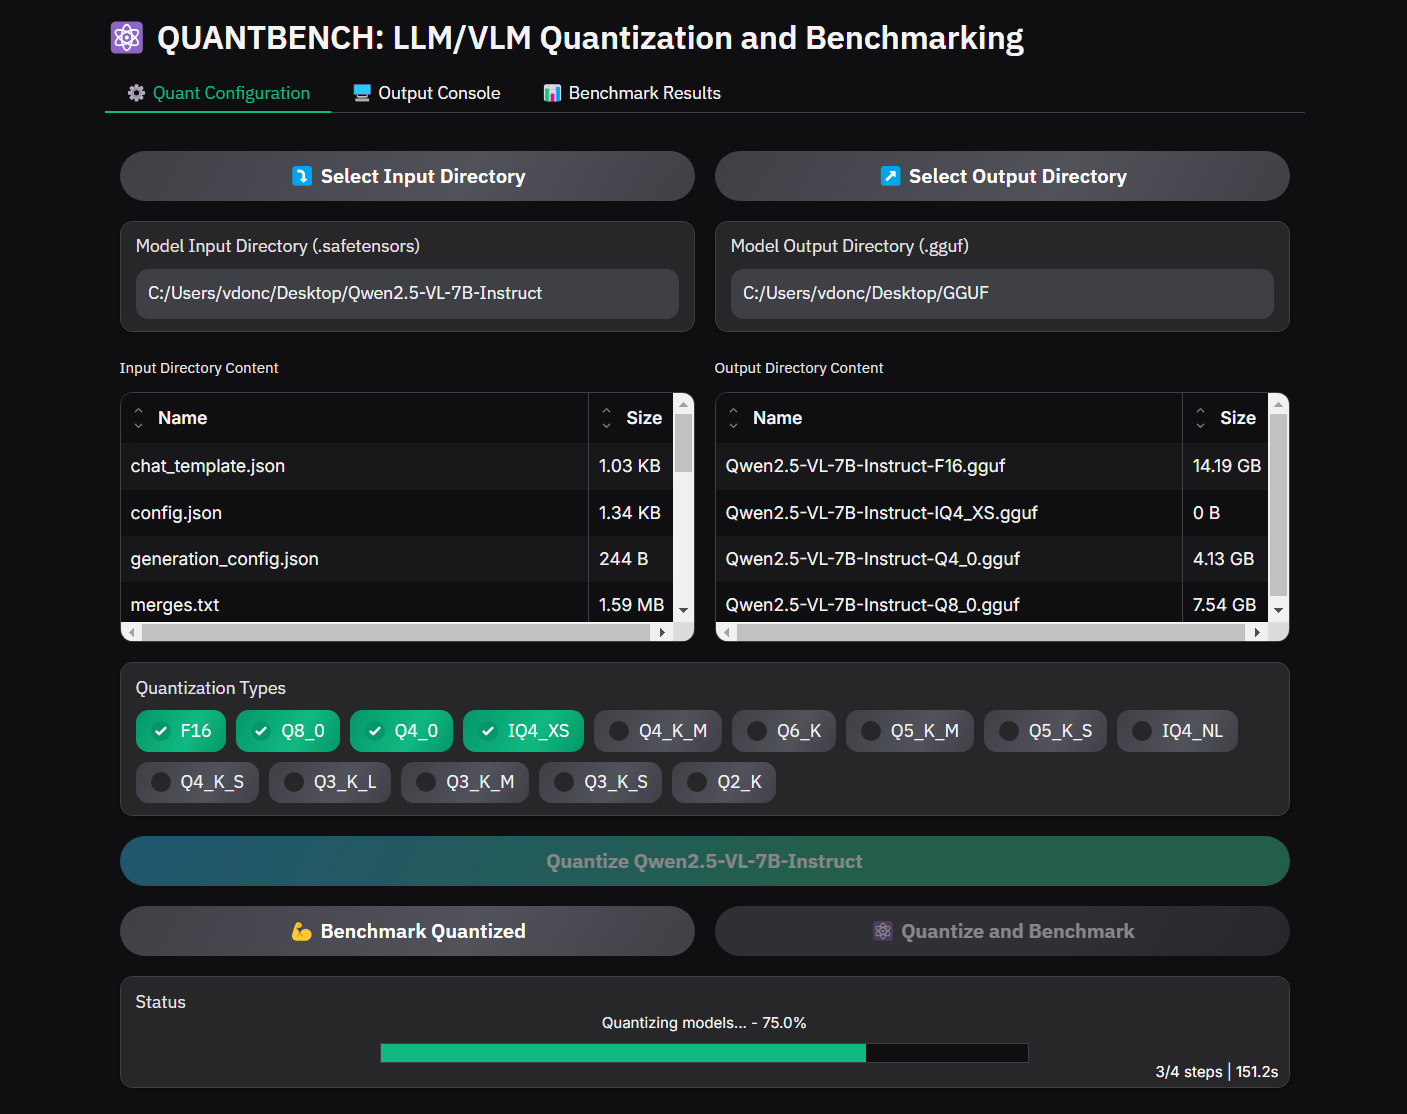 QUANTBENCH: LLM/VLM Quantization and Benchmarking
Quant Configuration
Output Console
Benchmark Results
Select Input Directory
Select Output Directory
Model Input Directory (.safetensors)
C:/Users/vdonc/Desktop/Qwen2.5-VL-7B-Instruct
Model Output Directory (.gguf)
C:/Users/vdonc/Desktop/GGUF
Input Directory Content
Name Size
chat_template.json 1.03 KB
config.json 1.34 KB
generation_config.json 244 B
merges.txt 1.59 MB
Output Directory Content
Name Size
Qwen2.5-VL-7B-Instruct-F16.gguf 14.19 GB
Qwen2.5-VL-7B-Instruct-IQ4_XS.gguf 0 B
Qwen2.5-VL-7B-Instruct-Q4_0.gguf 4.13 GB
Qwen2.5-VL-7B-Instruct-Q8_0.gguf 7.54 GB
Quantization Types
F16 Q8_0 Q4_0 IQ4_XS Q4_K_M Q6_K Q5_K_M Q5_K_S IQ4_NL
Q4_K_S Q3_K_L Q3_K_M Q3_K_S Q2_K
Quantize Qwen2.5-VL-7B-Instruct
Benchmark Quantized
Quantize and Benchmark
Status
Quantizing models... - 75.0%
3/4 steps | 151.2s